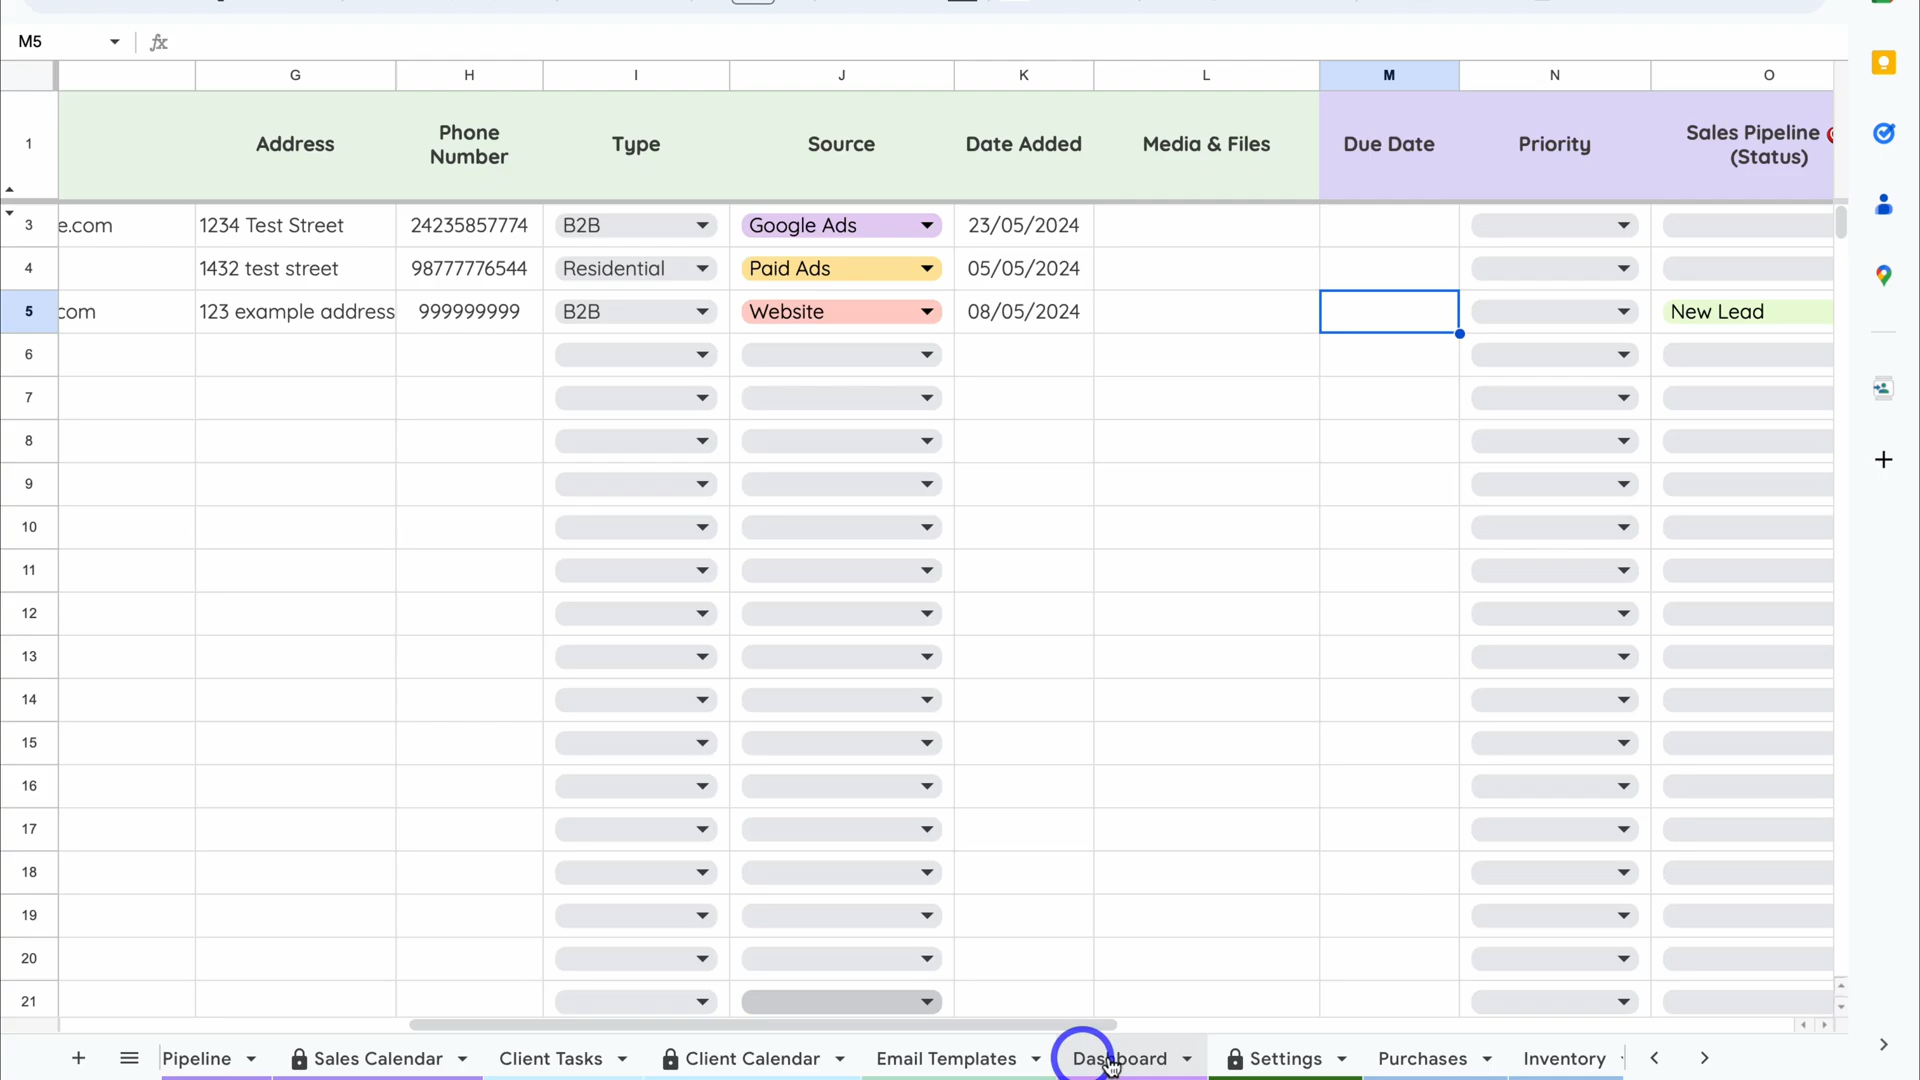 M5
G H I J K L M N O
1 Address Phone Number Type Source Date Added Media & Files Due Date Priority Sales Pipeline (Status)
3 e.com 1234 Test Street 24235857774 B2B Google Ads 23/05/2024
4 1432 test street 98777776544 Residential Paid Ads 05/05/2024
5 com 123 example address 999999999 B2B Website 08/05/2024 New Lead
6
7
8
9
10
11
12
13
14
15
16
17
18
19
20
21
Pipeline Sales Calendar Client Tasks Client Calendar Email Templates Dashboard Settings Purchases Inventory